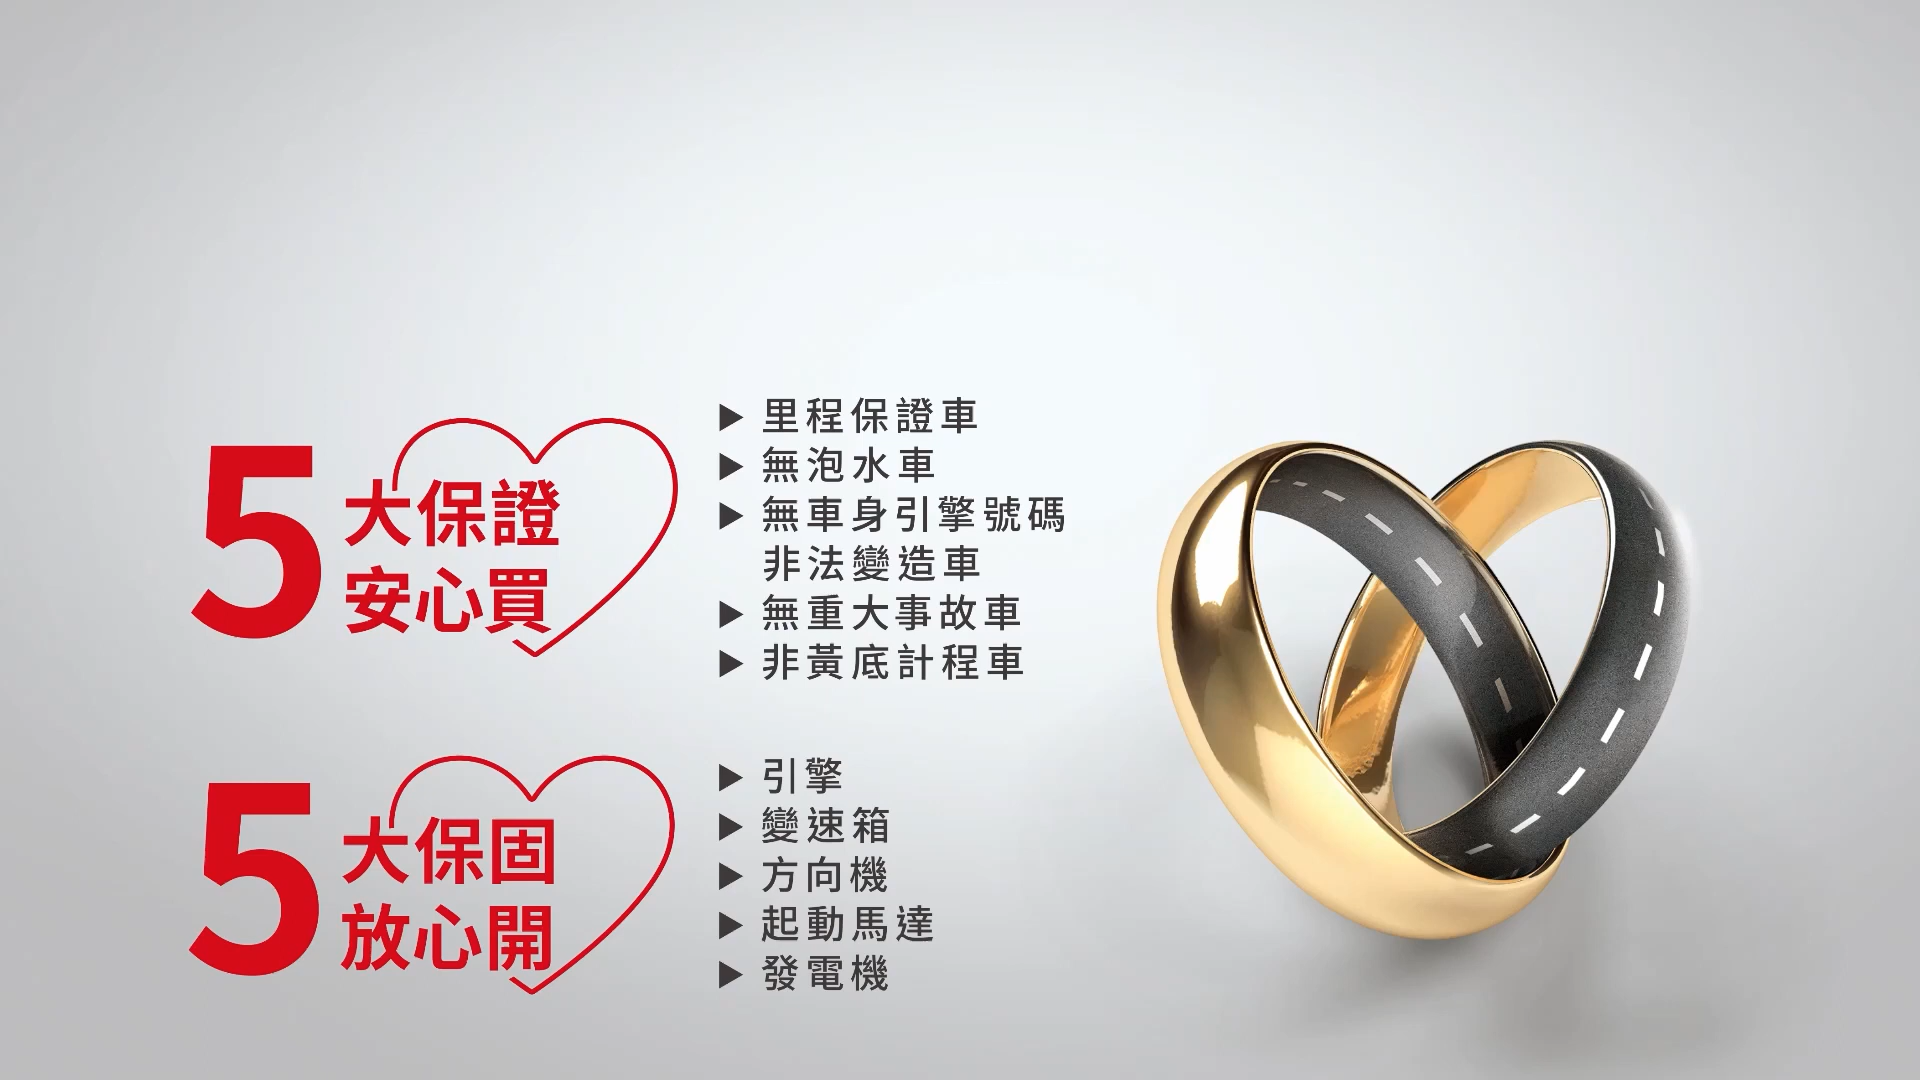 5大保證
安心買
▶ 里程保證車
▶ 無泡水車
▶ 無車身引擎號碼
非法變造車
▶ 無重大事故車
▶ 非黃底計程車
5大保固
放心開
▶ 引擎
▶ 變速箱
▶ 方向機
▶ 起動馬達
▶ 發電機